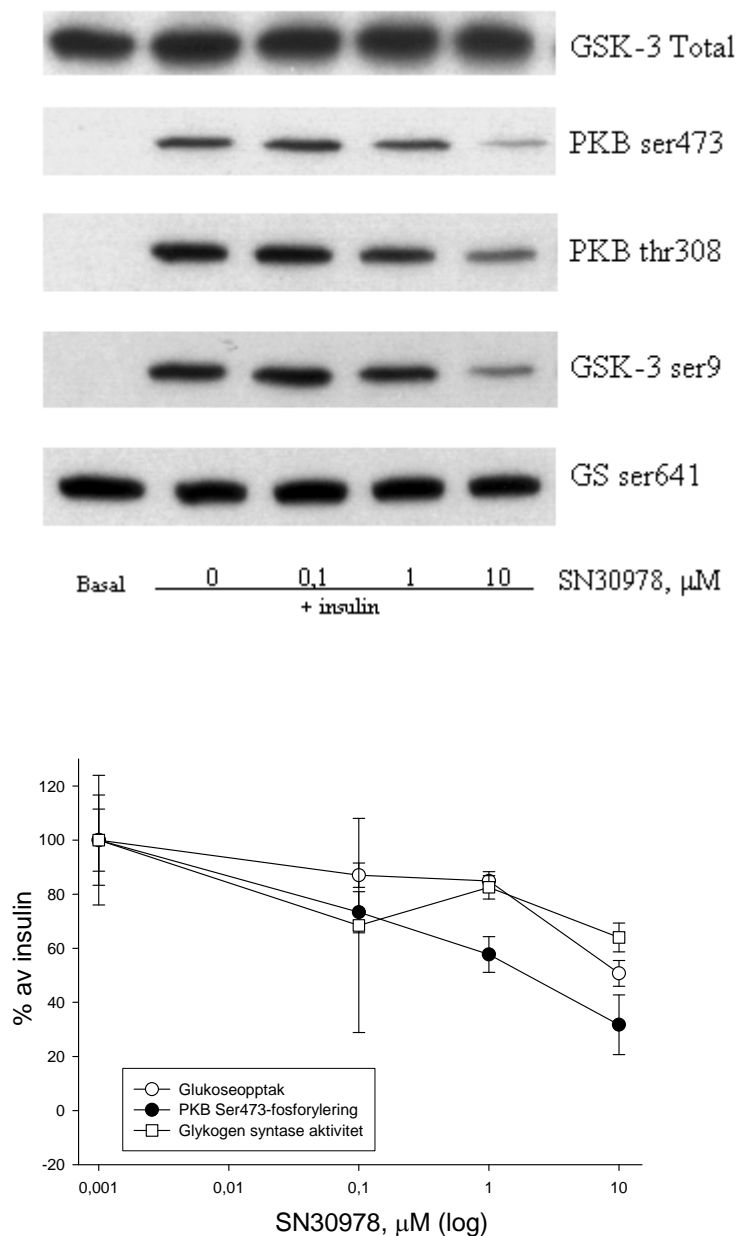 GSK-3 Total
PKB ser473
PKB thr308
GSK-3 ser9
GS ser641
Basal 0 0,1 1 10 SN30978, µM
+ insulin
120
100
80
60
40
20
0
-20
% av insulin
Glukoseopptak
PKB Ser473-fosforylering
Glykogen syntase aktivitet
0,001 0,01 0,1 1 10
SN30978, µM (log)